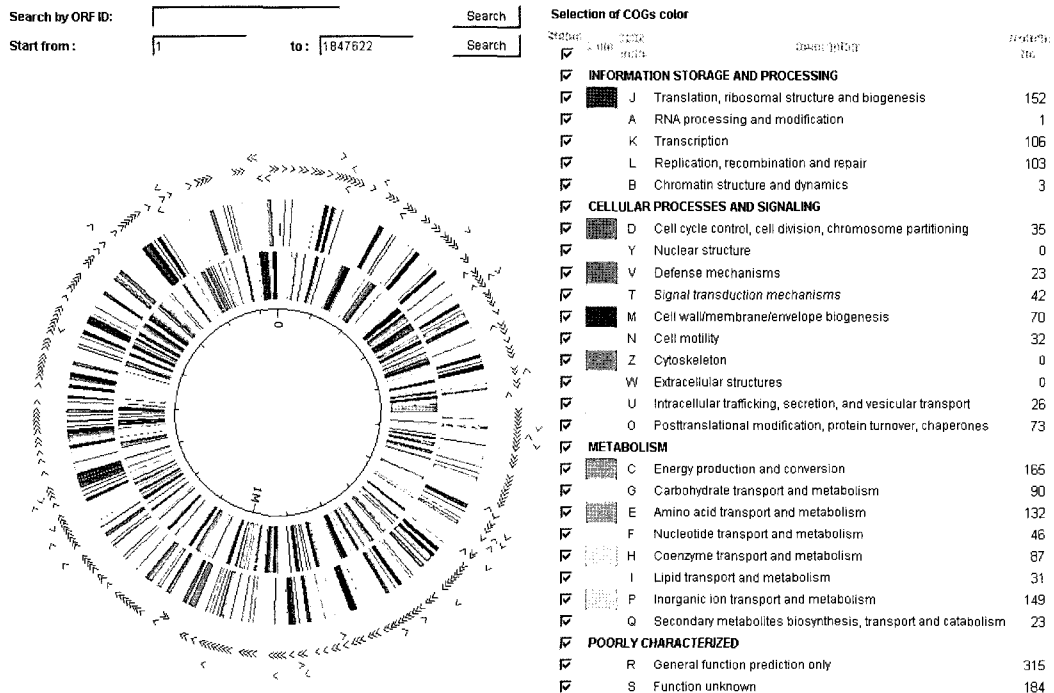 Search by ORF ID: Search
Start from : 1 to : 1847622 Search
0
1M
Selection of COGs color
INFORMATION STORAGE AND PROCESSING
J Translation, ribosomal structure and biogenesis 152
A RNA processing and modification 1
K Transcription 106
L Replication, recombination and repair 103
B Chromatin structure and dynamics 3
CELLULAR PROCESSES AND SIGNALING
D Cell cycle control, cell division, chromosome partitioning 35
Y Nuclear structure 0
V Defense mechanisms 23
T Signal transduction mechanisms 42
M Cell wall/membrane/envelope biogenesis 70
N Cell motility 32
Z Cytoskeleton 0
W Extracellular structures 0
U Intracellular trafficking, secretion, and vesicular transport 26
O Posttranslational modification, protein turnover, chaperones 73
METABOLISM
C Energy production and conversion 165
G Carbohydrate transport and metabolism 90
E Amino acid transport and metabolism 132
F Nucleotide transport and metabolism 46
H Coenzyme transport and metabolism 87
I Lipid transport and metabolism 31
P Inorganic ion transport and metabolism 149
Q Secondary metabolites biosynthesis, transport and catabolism 23
POORLY CHARACTERIZED
R General function prediction only 315
S Function unknown 184